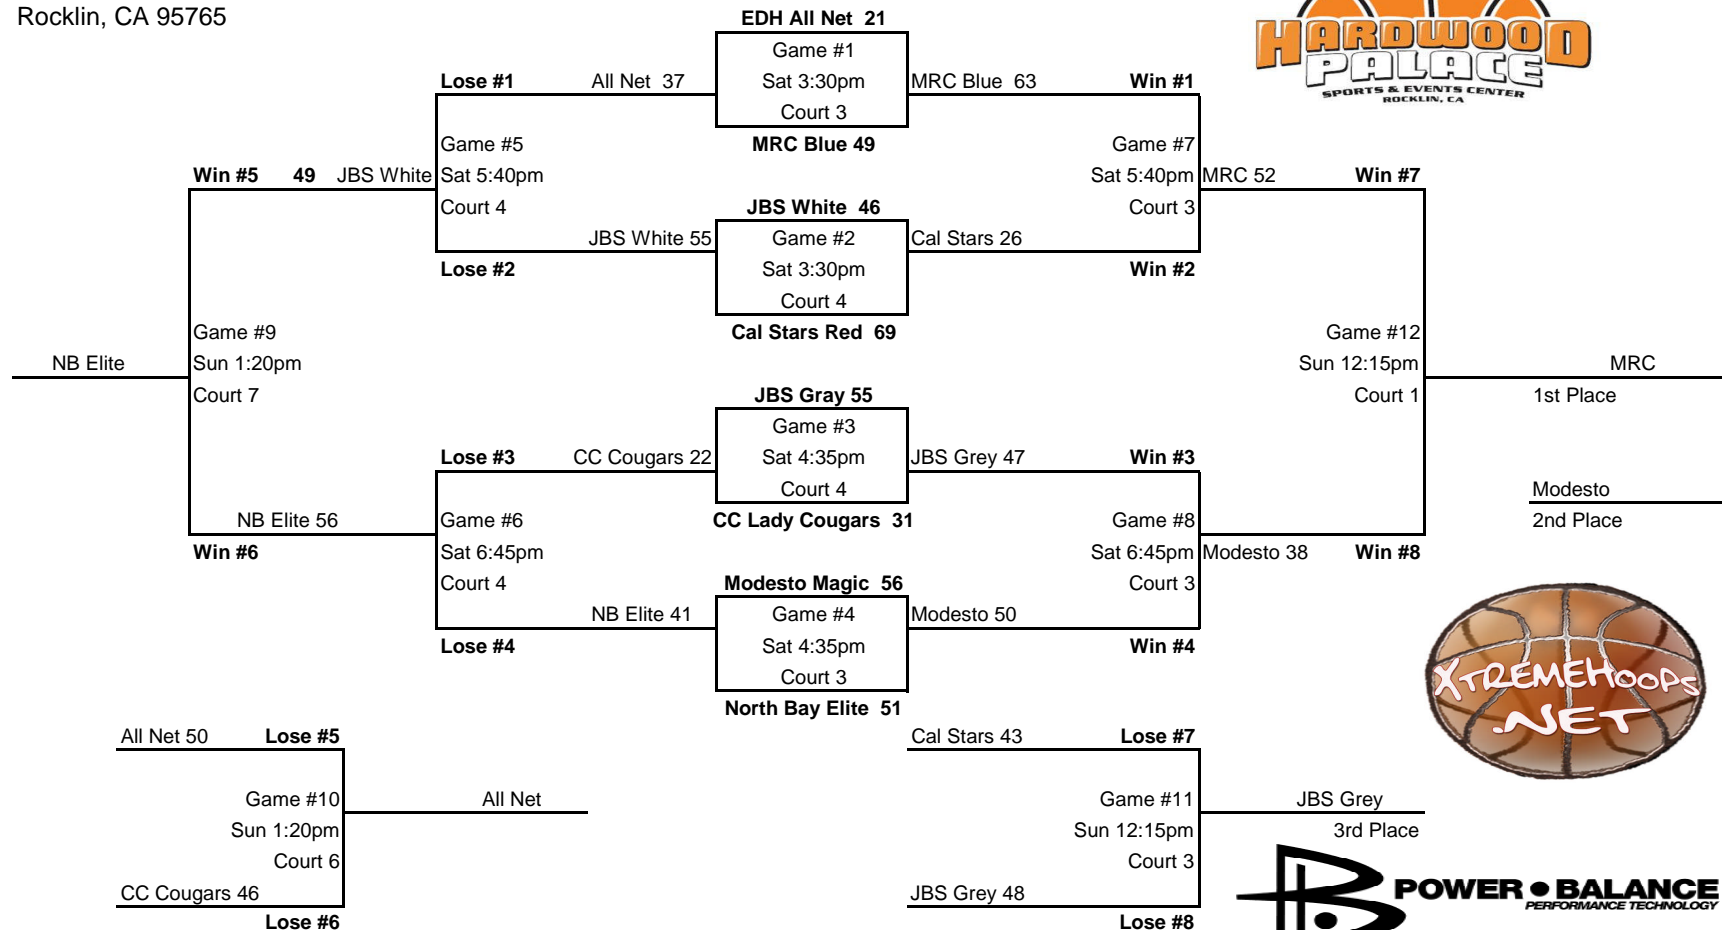 Rocklin, CA 95765
EDH All Net 21
HARDWOOD
PALACE
SPORTS & EVENTS CENTER
ROCKLIN, CA
Game #1
Lose #1 All Net 37 Sat 3:30pm MRC Blue 63 Win #1
Court 3
Game #5 MRC Blue 49 Game #7
Win #5 49 JBS White Sat 5:40pm Sat 5:40pm MRC 52 Win #7
Court 4 JBS White 46 Court 3
JBS White 55 Game #2 Cal Stars 26
Lose #2 Sat 3:30pm Win #2
Court 4
Game #9 Cal Stars Red 69 Game #12
NB Elite Sun 1:20pm Sun 12:15pm MRC
Court 7 JBS Gray 55 Court 1 1st Place
Game #3
Lose #3 CC Cougars 22 Sat 4:35pm JBS Grey 47 Win #3
Court 4 Modesto
NB Elite 56 Game #6 CC Lady Cougars 31 Game #8 2nd Place
Win #6 Sat 6:45pm Sat 6:45pm Modesto 38 Win #8
Court 4 Modesto Magic 56 Court 3
NB Elite 41 Game #4 Modesto 50
Lose #4 Sat 4:35pm Win #4
Court 3
XTREMEHOOPS
.NET
North Bay Elite 51
All Net 50 Lose #5 Cal Stars 43 Lose #7
Game #10 All Net Game #11 JBS Grey
Sun 1:20pm Sun 12:15pm 3rd Place
Court 6 Court 3
CC Cougars 46 JBS Grey 48
POWER • BALANCE
PERFORMANCE TECHNOLOGY
Lose #6 Lose #8